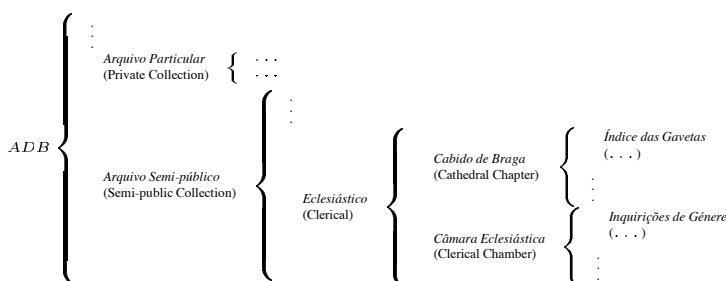 Arquivo Particular
(Private Collection)
ADB
Arquivo Semi-público
(Semi-public Collection)
Eclesiástico
(Clerical)
Cabido de Braga
(Cathedral Chapter)
Índice das Gavetas
(...)
Câmara Eclesiástica
(Clerical Chamber)
Inquirições de Génere
(...)